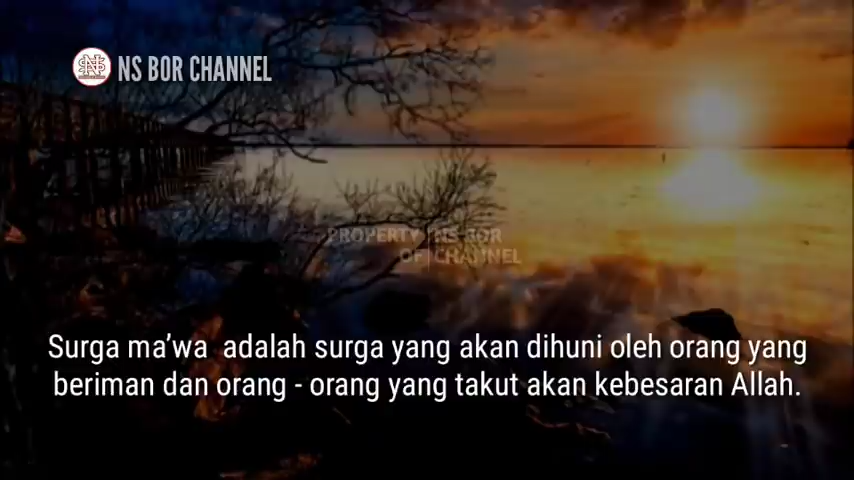 NS BOR CHANNEL
PROPERTY NS BOR
OF CHANNEL
Surga ma’wa adalah surga yang akan dihuni oleh orang yang
beriman dan orang - orang yang takut akan kebesaran Allah.